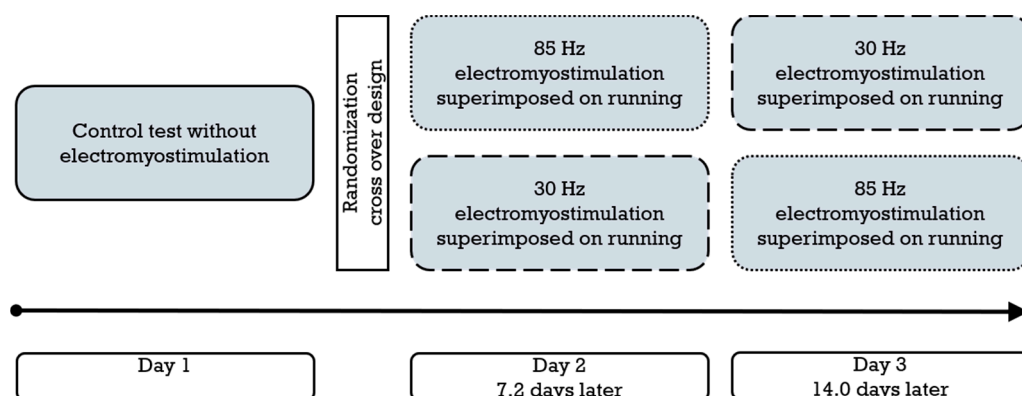 Control test without
electromyostimulation
Randomization
cross over design
85 Hz
electromyostimulation
superimposed on running
30 Hz
electromyostimulation
superimposed on running
30 Hz
electromyostimulation
superimposed on running
85 Hz
electromyostimulation
superimposed on running
Day 1
Day 2
7.2 days later
Day 3
14.0 days later